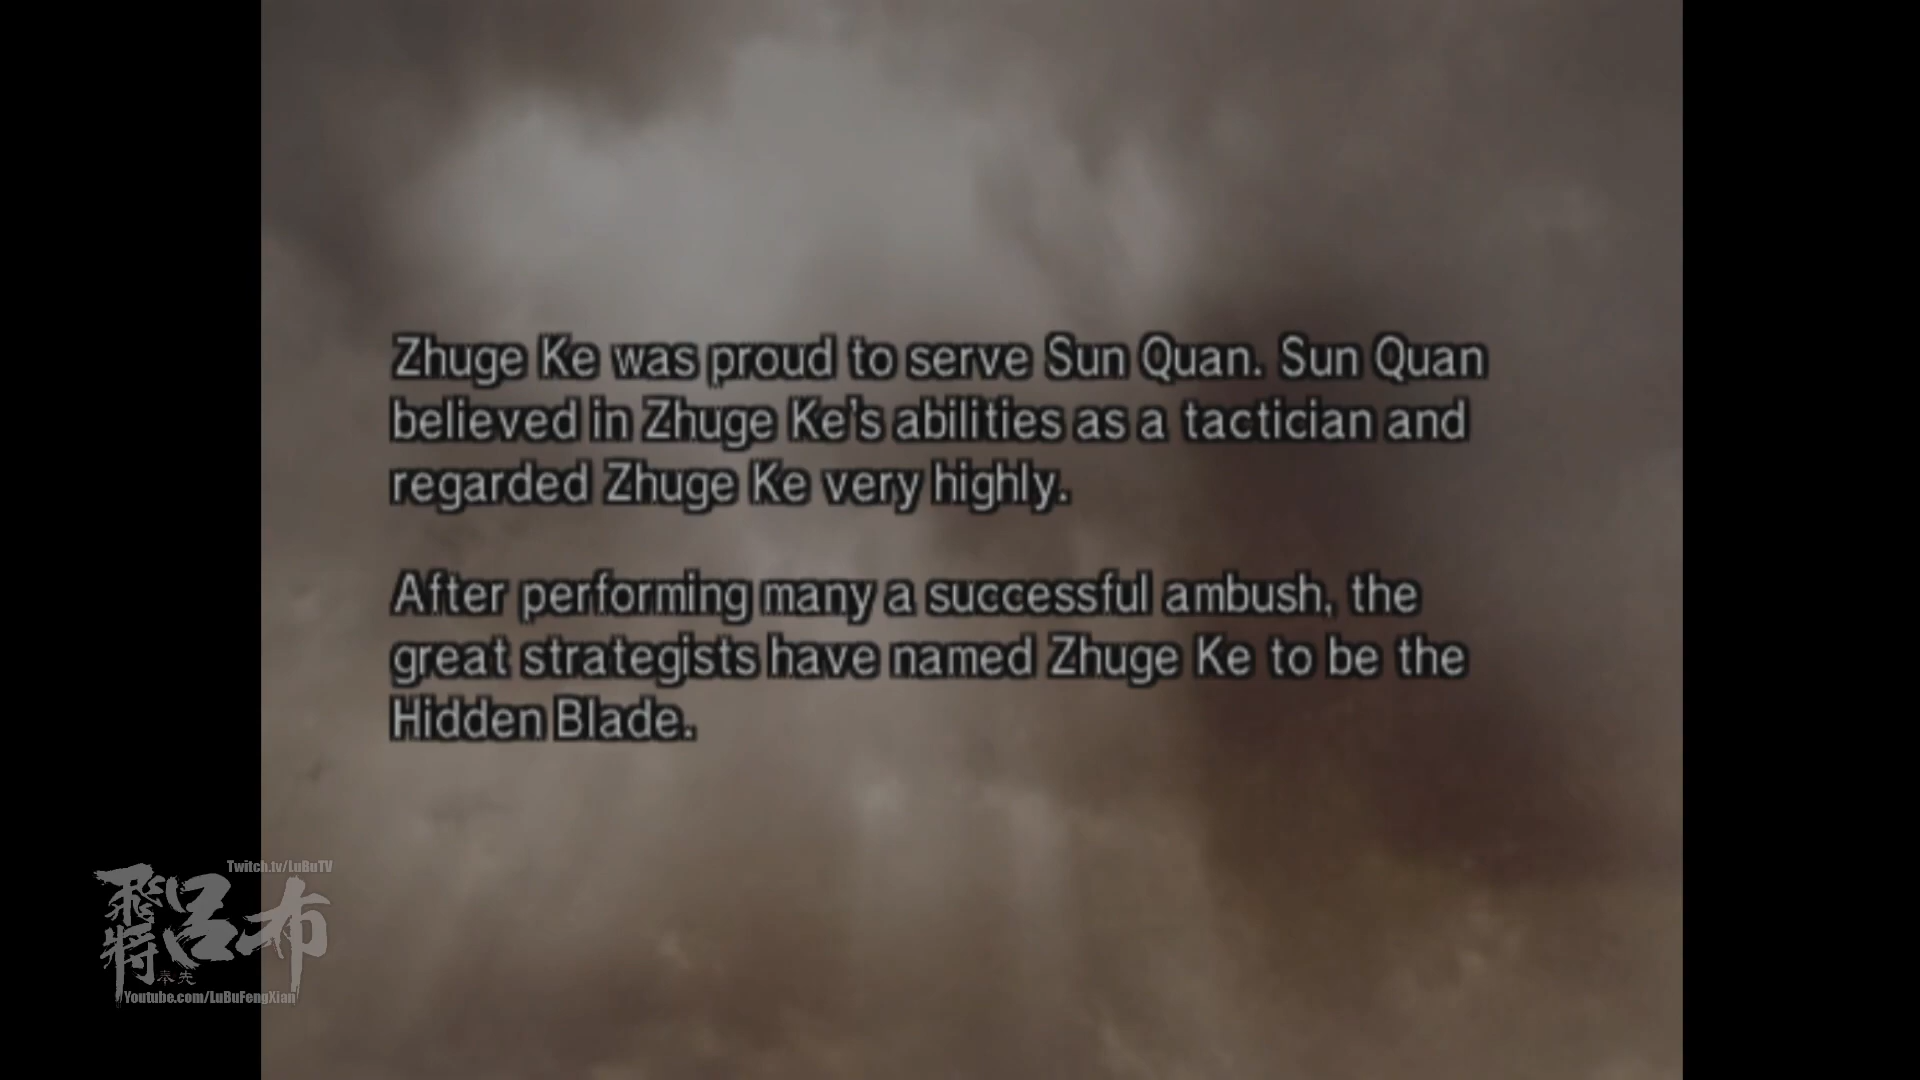 Zhuge Ke was proud to serve Sun Quan. Sun Quan
believed in Zhuge Ke's abilities as a tactician and
regarded Zhuge Ke very highly.
After performing many a successful ambush, the
great strategists have named Zhuge Ke to be the
Hidden Blade.
Twitch.tv/LuBuTV
飛將
呂布
奉先
Youtube.com/LuBuFengXian